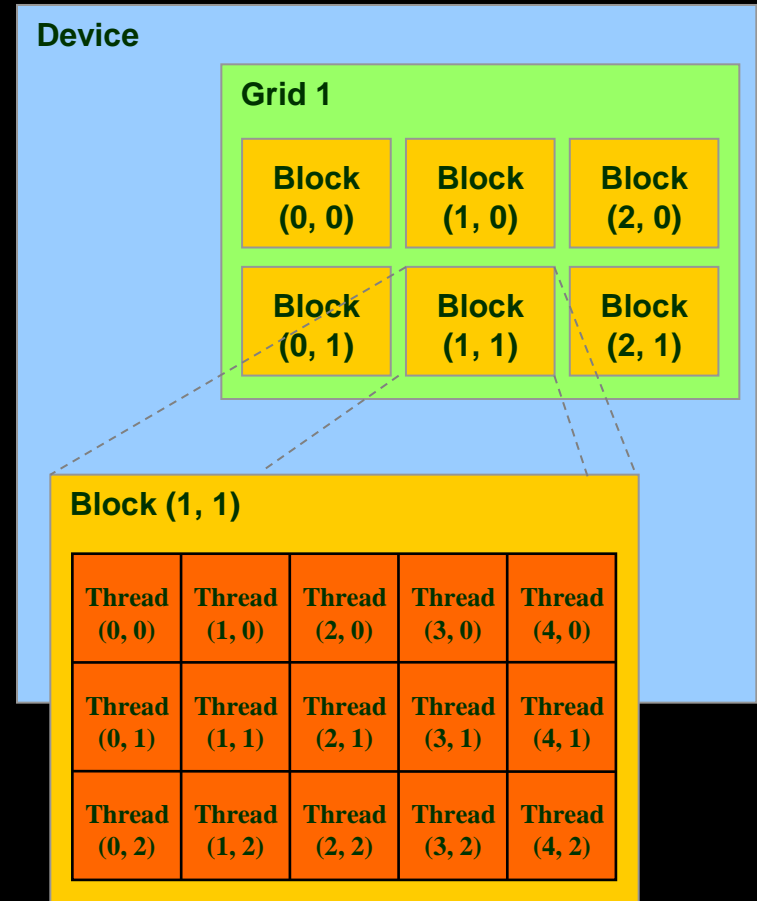 Device
Grid 1
Block
(0, 0)
Block
(1, 0)
Block
(2, 0)
Block
(0, 1)
Block
(1, 1)
Block
(2, 1)
Block (1, 1)
Thread
(0, 0)
Thread
(1, 0)
Thread
(2, 0)
Thread
(3, 0)
Thread
(4, 0)
Thread
(0, 1)
Thread
(1, 1)
Thread
(2, 1)
Thread
(3, 1)
Thread
(4, 1)
Thread
(0, 2)
Thread
(1, 2)
Thread
(2, 2)
Thread
(3, 2)
Thread
(4, 2)